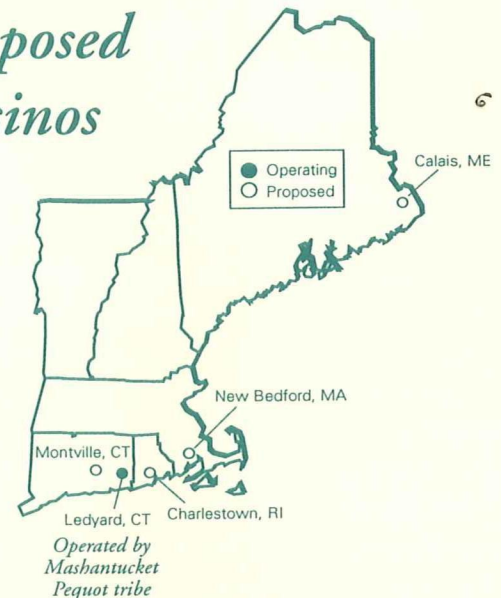 posed
inos
Operating
Proposed
Calais, ME
New Bedford, MA
Montville, CT
Ledyard, CT
Charlestown, RI
Operated by
Mashantucket
Pequot tribe